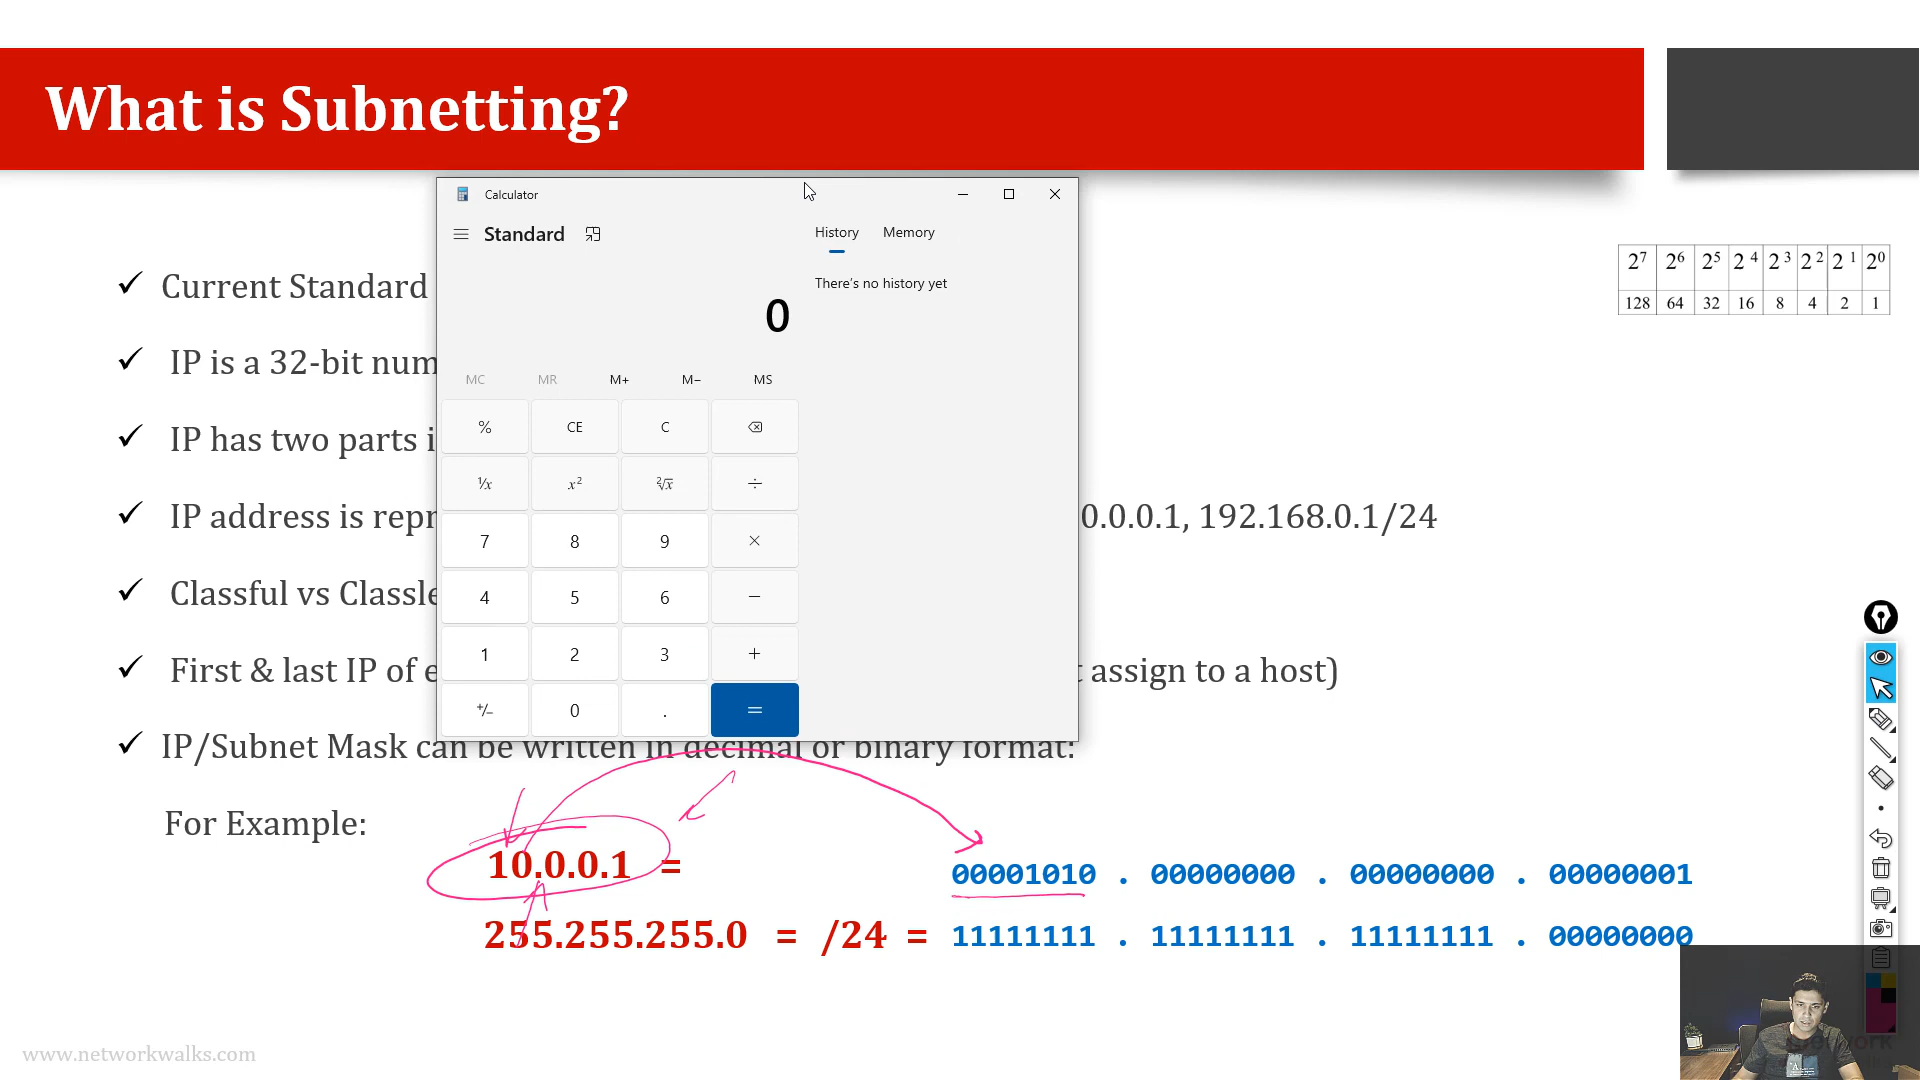 What is Subnetting?
Calculator
Standard
History Memory
There's no history yet
0
MC MR M+ M− MS
% CE C
¹/x x² ²√x ÷
7 8 9 ×
4 5 6 −
1 2 3 +
+/− 0 . =
2⁷ 2⁶ 2⁵ 2⁴ 2³ 2² 2¹ 2⁰
128 64 32 16 8 4 2 1
✓ Current Standard
✓ IP is a 32-bit num
✓ IP has two parts i
✓ IP address is repr 0.0.0.1, 192.168.0.1/24
✓ Classful vs Classle
✓ First & last IP of e t assign to a host)
✓ IP/Subnet Mask can be written in decimal or binary format:
For Example:
10.0.0.1 = 00001010 . 00000000 . 00000000 . 00000001
255.255.255.0 = /24 = 11111111 . 11111111 . 11111111 . 00000000
www.networkwalks.com